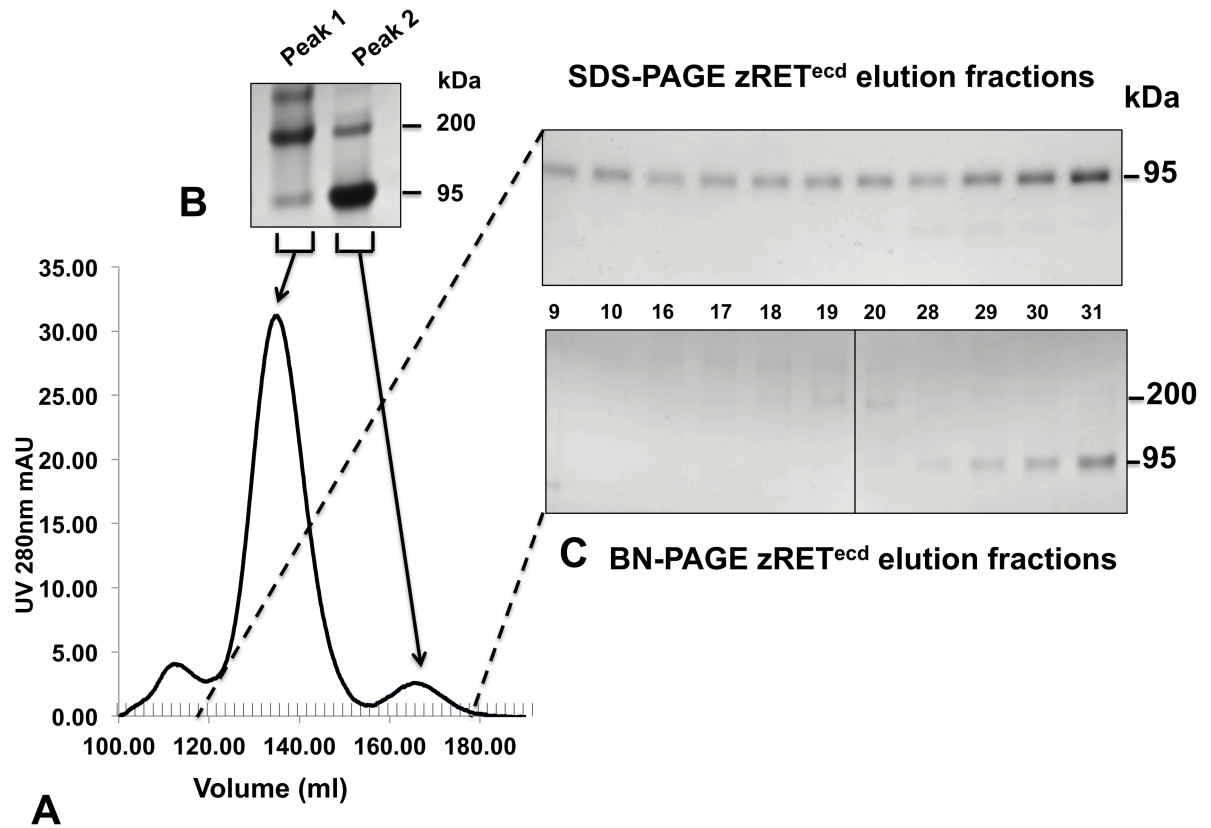 Peak 1
Peak 2
kDa
200
95
B
SDS-PAGE zRETecd elution fractions
kDa
95
9 10 16 17 18 19 20 28 29 30 31
200
95
C BN-PAGE zRETecd elution fractions
35.00
30.00
25.00
20.00
15.00
10.00
5.00
0.00
UV 280nm mAU
100.00 120.00 140.00 160.00 180.00
Volume (ml)
A